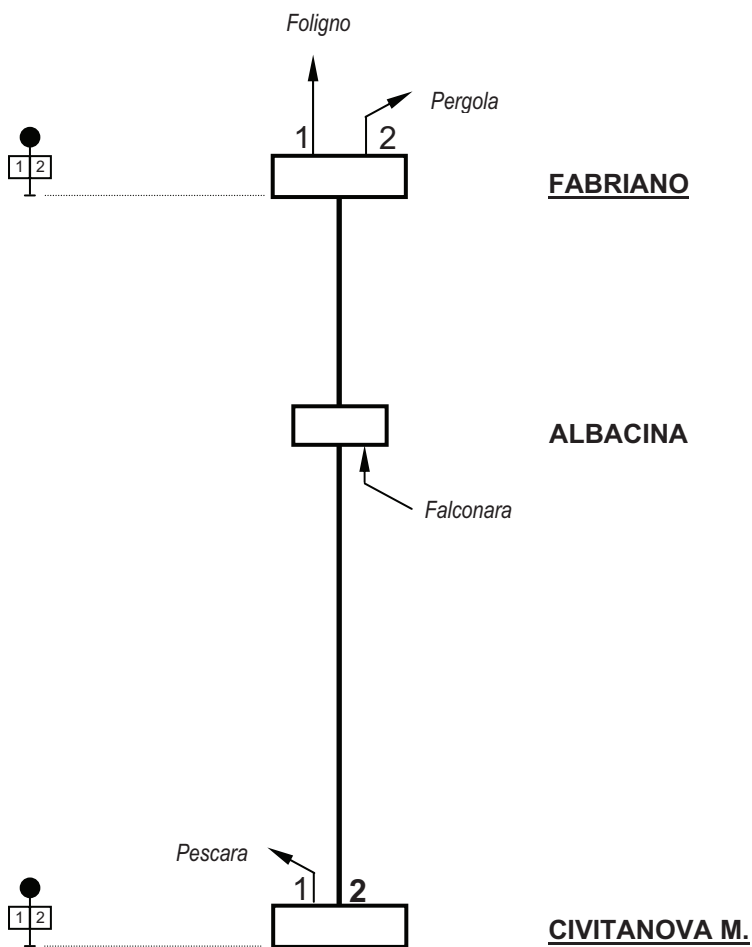 Foligno
Pergola
1 2
1 2
FABRIANO
ALBACINA
Falconara
Pescara
1 2
1 2
CIVITANOVA M.